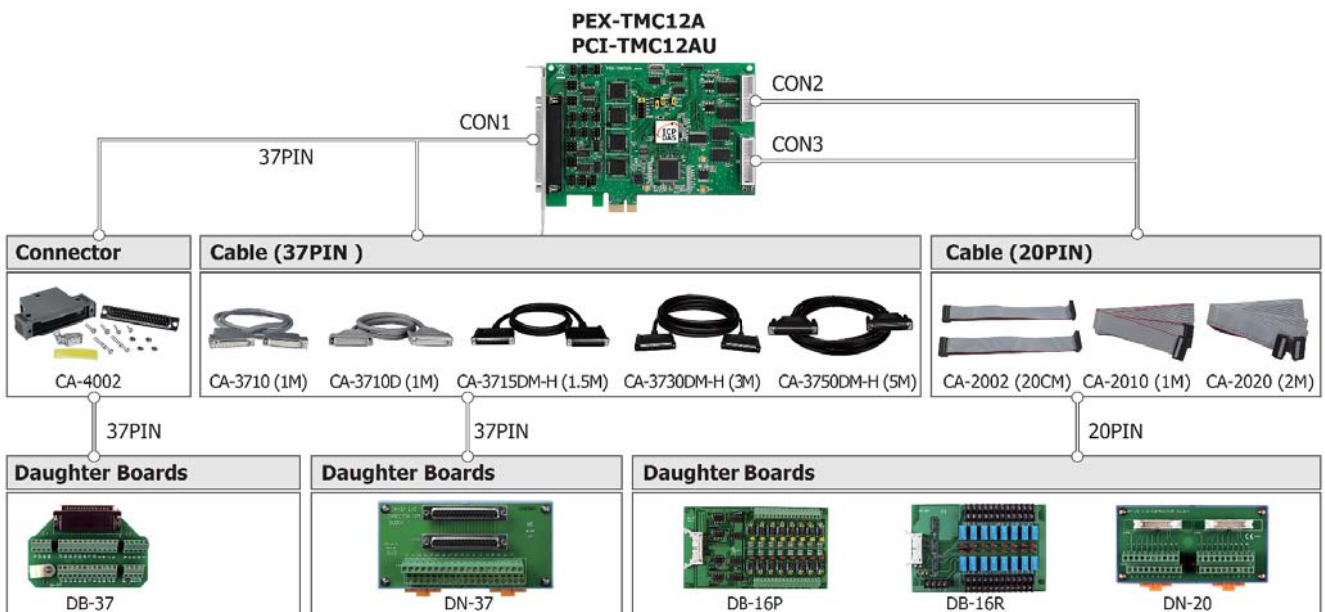 PEX-TMC12A
PCI-TMC12AU
CON2
CON1
CON3
37PIN
ICP
DAS
Connector
Cable (37PIN )
Cable (20PIN)
CA-4002
CA-3710 (1M)
CA-3710D (1M)
CA-3715DM-H (1.5M)
CA-3730DM-H (3M)
CA-3750DM-H (5M)
CA-2002 (20CM)
CA-2010 (1M)
CA-2020 (2M)
37PIN
37PIN
20PIN
Daughter Boards
Daughter Boards
Daughter Boards
DB-37
DN-37
DB-16P
DB-16R
DN-20